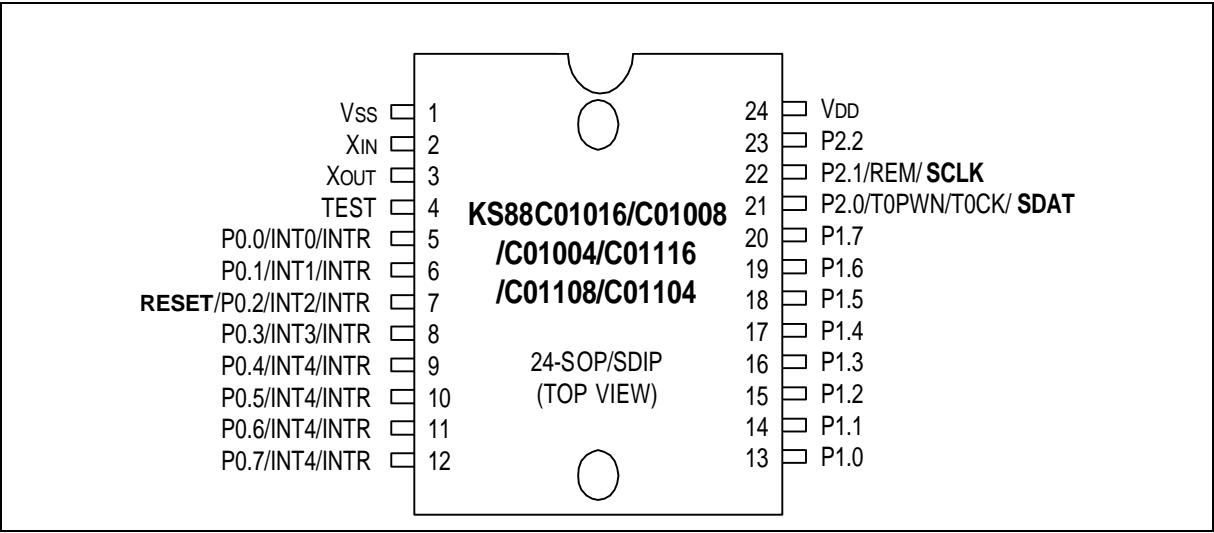 VSS 1
XIN 2
XOUT 3
TEST 4
P0.0/INT0/INTR 5
P0.1/INT1/INTR 6
RESET/P0.2/INT2/INTR 7
P0.3/INT3/INTR 8
P0.4/INT4/INTR 9
P0.5/INT4/INTR 10
P0.6/INT4/INTR 11
P0.7/INT4/INTR 12
KS88C01016/C01008
/C01004/C01116
/C01108/C01104
24-SOP/SDIP
(TOP VIEW)
24 VDD
23 P2.2
22 P2.1/REM/ SCLK
21 P2.0/T0PWN/T0CK/ SDAT
20 P1.7
19 P1.6
18 P1.5
17 P1.4
16 P1.3
15 P1.2
14 P1.1
13 P1.0